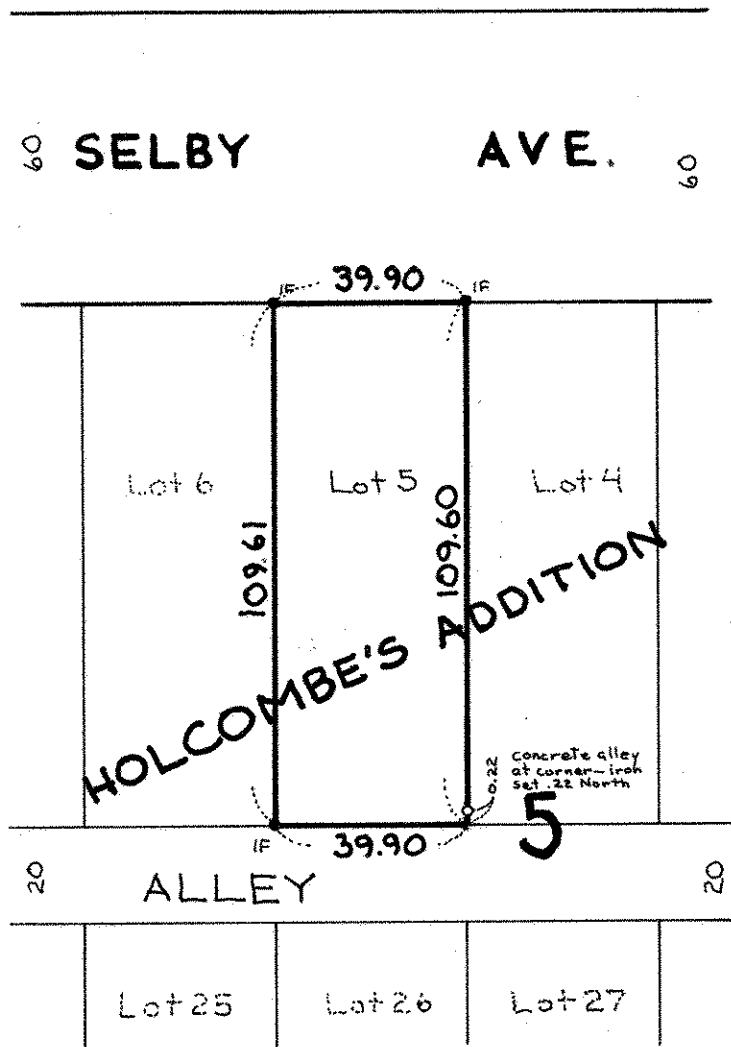 60 SELBY AVE. 60
IF 39.90 IF
Lot 6 Lot 5 Lot 4
109.61 109.60
HOLCOMBE'S ADDITION
0.22
Concrete alley
at corner-iron
set .22 North
5
IF 39.90
20 ALLEY 20
Lot 25 Lot 26 Lot 27